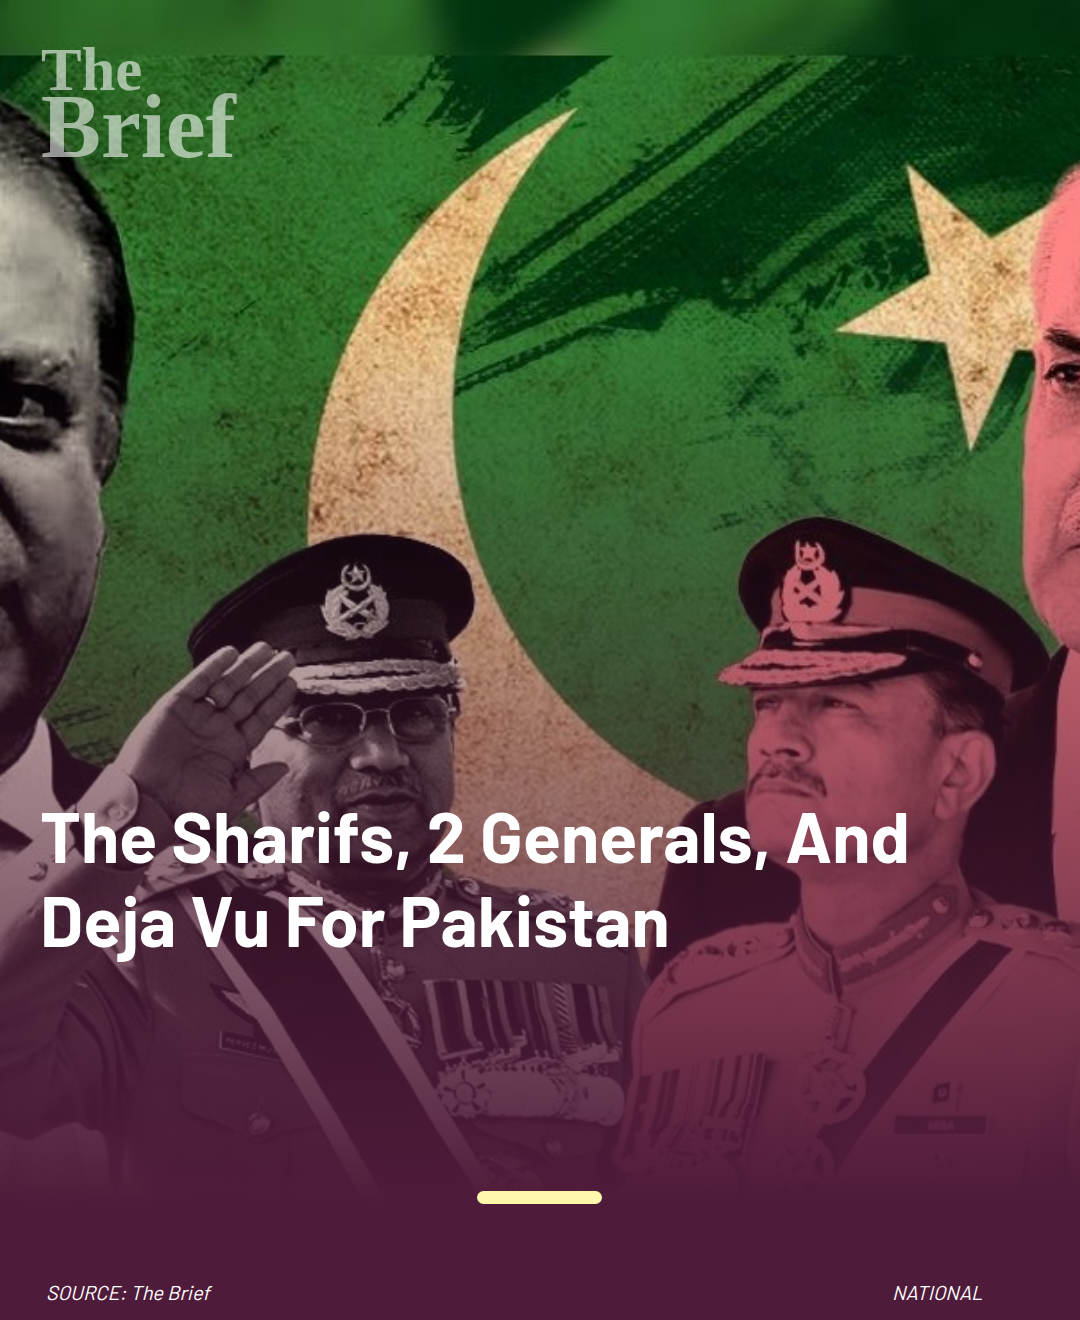 The
Brief
The Sharifs, 2 Generals, And
Deja Vu For Pakistan
SOURCE: The Brief
NATIONAL